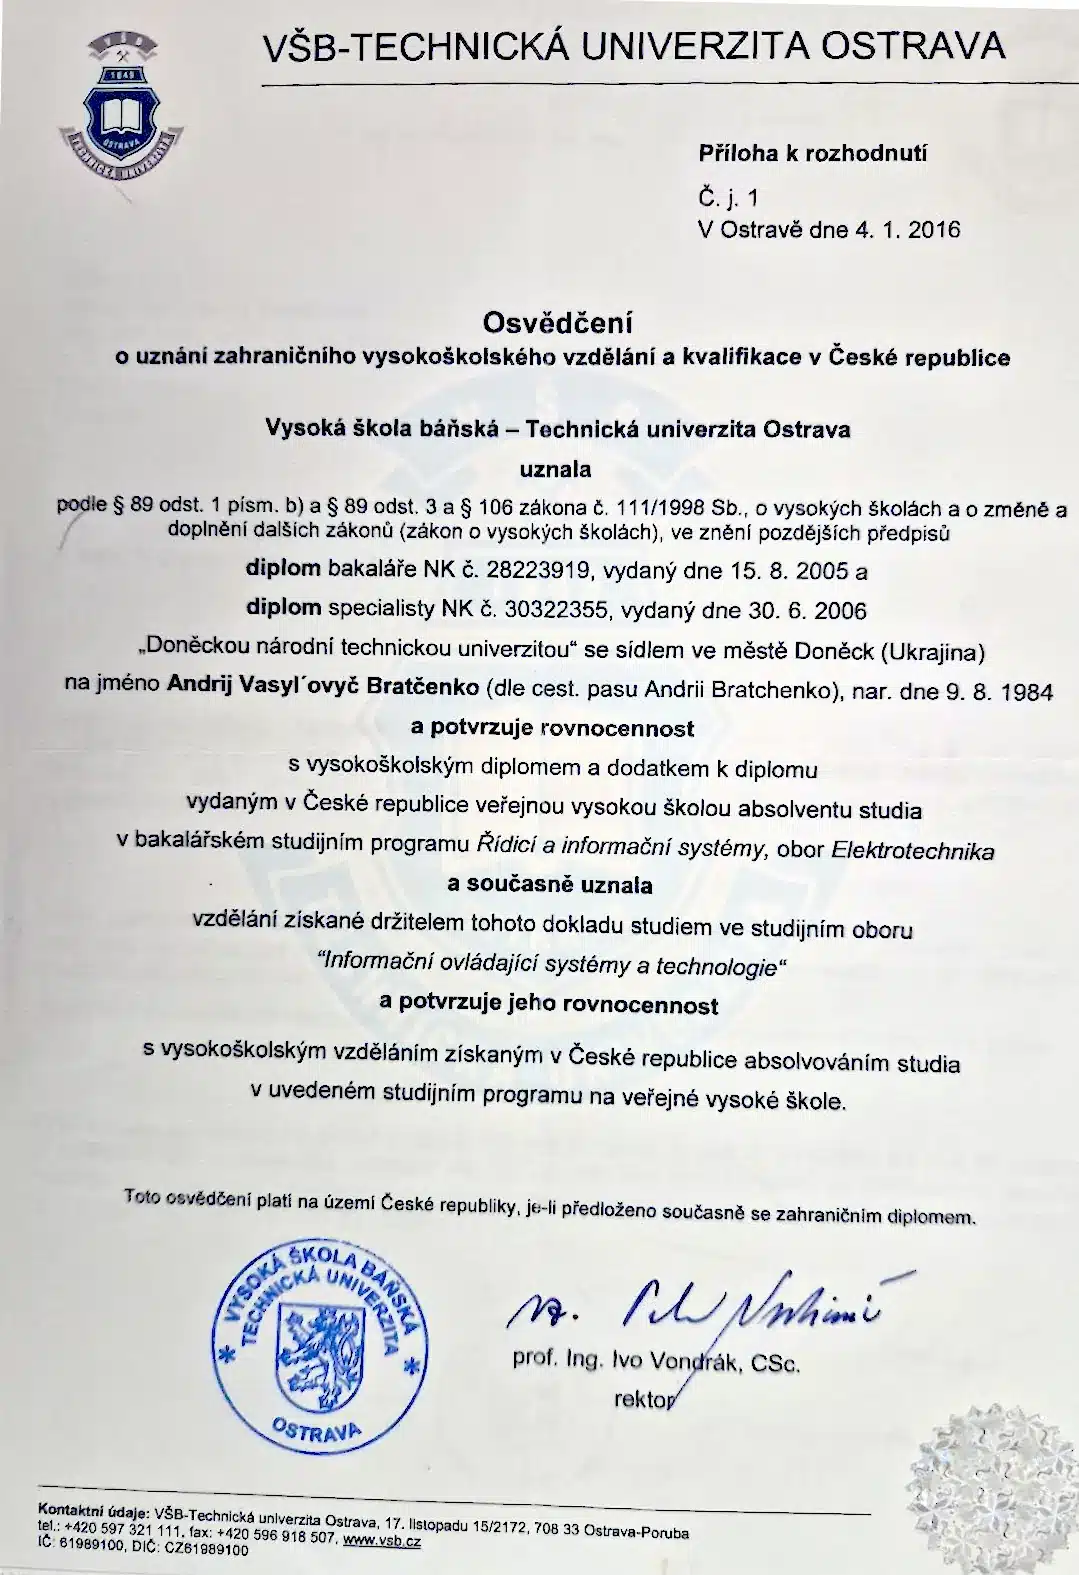 VŠB
1849
OSTRAVA
TECHNICKÁ UNIVERZITA
VŠB-TECHNICKÁ UNIVERZITA OSTRAVA
Příloha k rozhodnutí
Č. j. 1
V Ostravě dne 4. 1. 2016
Osvědčení
o uznání zahraničního vysokoškolského vzdělání a kvalifikace v České republice
Vysoká škola báňská – Technická univerzita Ostrava
uznala
podle § 89 odst. 1 písm. b) a § 89 odst. 3 a § 106 zákona č. 111/1998 Sb., o vysokých školách a o změně a
doplnění dalších zákonů (zákon o vysokých školách), ve znění pozdějších předpisů
diplom bakaláře NK č. 28223919, vydaný dne 15. 8. 2005 a
diplom specialisty NK č. 30322355, vydaný dne 30. 6. 2006
„Doněckou národní technickou univerzitou“ se sídlem ve městě Doněck (Ukrajina)
na jméno Andrij Vasyl´ovyč Bratčenko (dle cest. pasu Andrii Bratchenko), nar. dne 9. 8. 1984
a potvrzuje rovnocennost
s vysokoškolským diplomem a dodatkem k diplomu
vydaným v České republice veřejnou vysokou školou absolventu studia
v bakalářském studijním programu Řídicí a informační systémy, obor Elektrotechnika
a současně uznala
vzdělání získané držitelem tohoto dokladu studiem ve studijním oboru
“Informační ovládající systémy a technologie“
a potvrzuje jeho rovnocennost
s vysokoškolským vzděláním získaným v České republice absolvováním studia
v uvedeném studijním programu na veřejné vysoké škole.
Toto osvědčení platí na území České republiky, je-li předloženo současně se zahraničním diplomem.
VYSOKÁ ŠKOLA BÁŇSKÁ
TECHNICKÁ UNIVERZITA
OSTRAVA
prof. Ing. Ivo Vondrák, CSc.
rektor
Kontaktní údaje: VŠB-Technická univerzita Ostrava, 17. listopadu 15/2172, 708 33 Ostrava-Poruba
tel.: +420 597 321 111, fax: +420 596 918 507, www.vsb.cz
IČ: 61989100, DIČ: CZ61989100